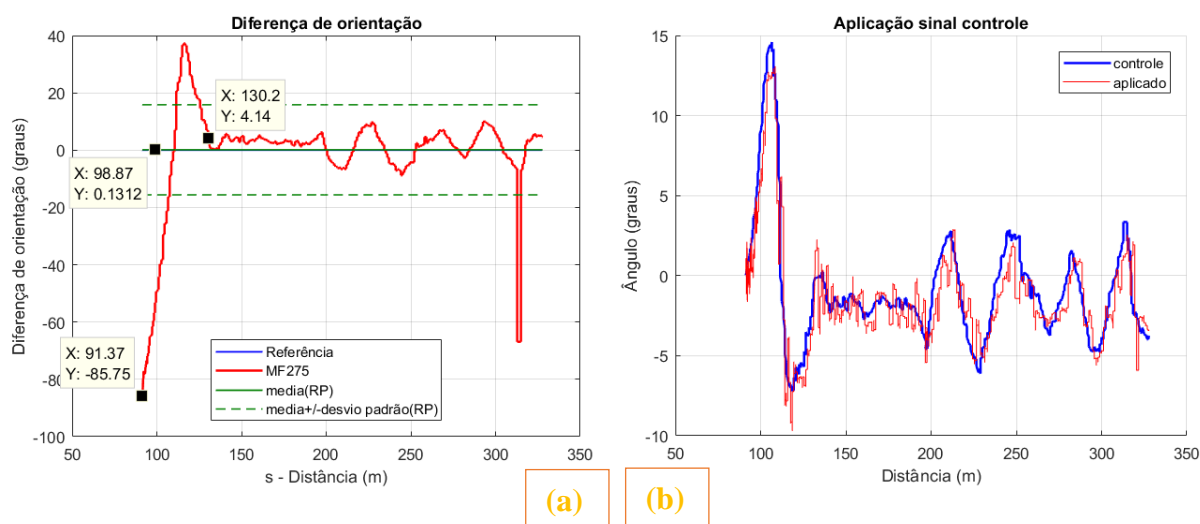 Diferença de orientação
Diferença de orientação (graus)
40
20
0
-20
-40
-60
-80
-100
X: 130.2
Y: 4.14
X: 98.87
Y: 0.1312
X: 91.37
Y: -85.75
Referência
MF275
media(RP)
media+/-desvio padrão(RP)
50
100
150
200
250
300
350
s - Distância (m)
(a)
Aplicação sinal controle
Ângulo (graus)
15
10
5
0
-5
-10
controle
aplicado
50
100
150
200
250
300
350
Distância (m)
(b)